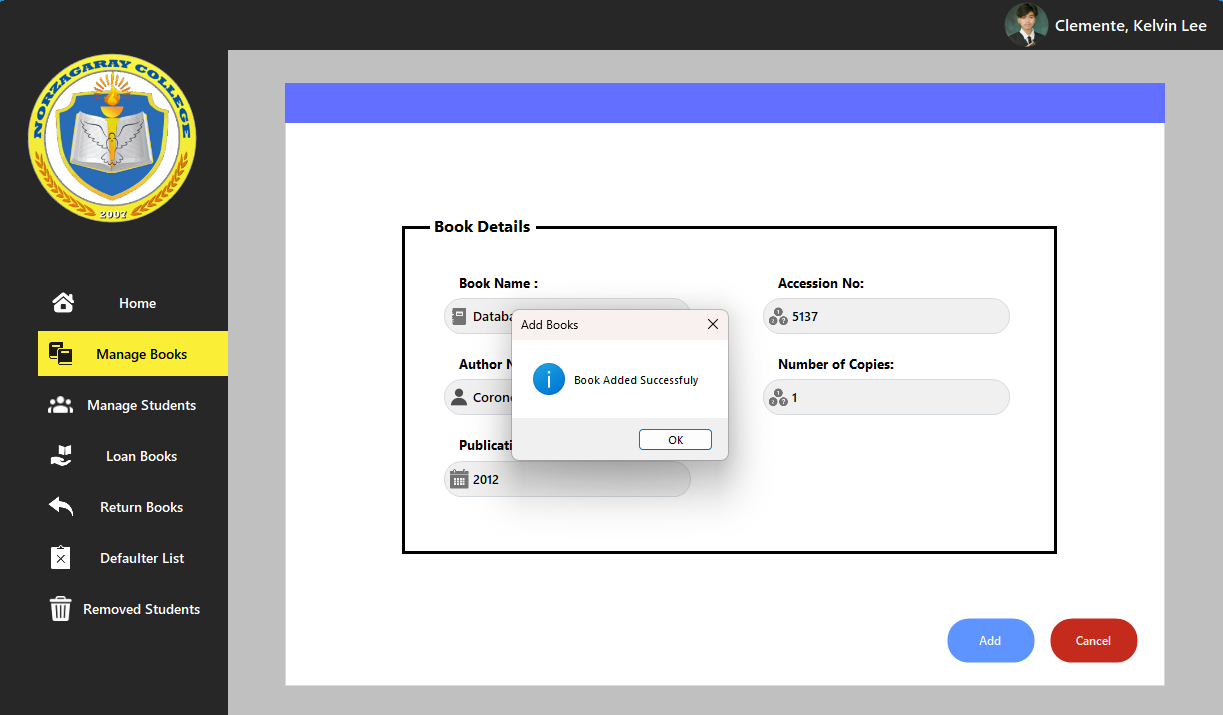 Clemente, Kelvin Lee
NORZAGARAY COLLEGE
2007
Home
Manage Books
Manage Students
Loan Books
Return Books
Defaulter List
Removed Students
Book Details
Book Name :
Accession No:
5137
Add Books
Book Added Successfuly
OK
Author
Number of Copies:
1
2012
Add
Cancel